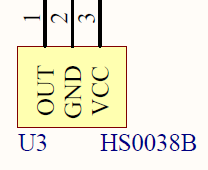 1 2 3
OUT GND VCC
U3 HS0038B